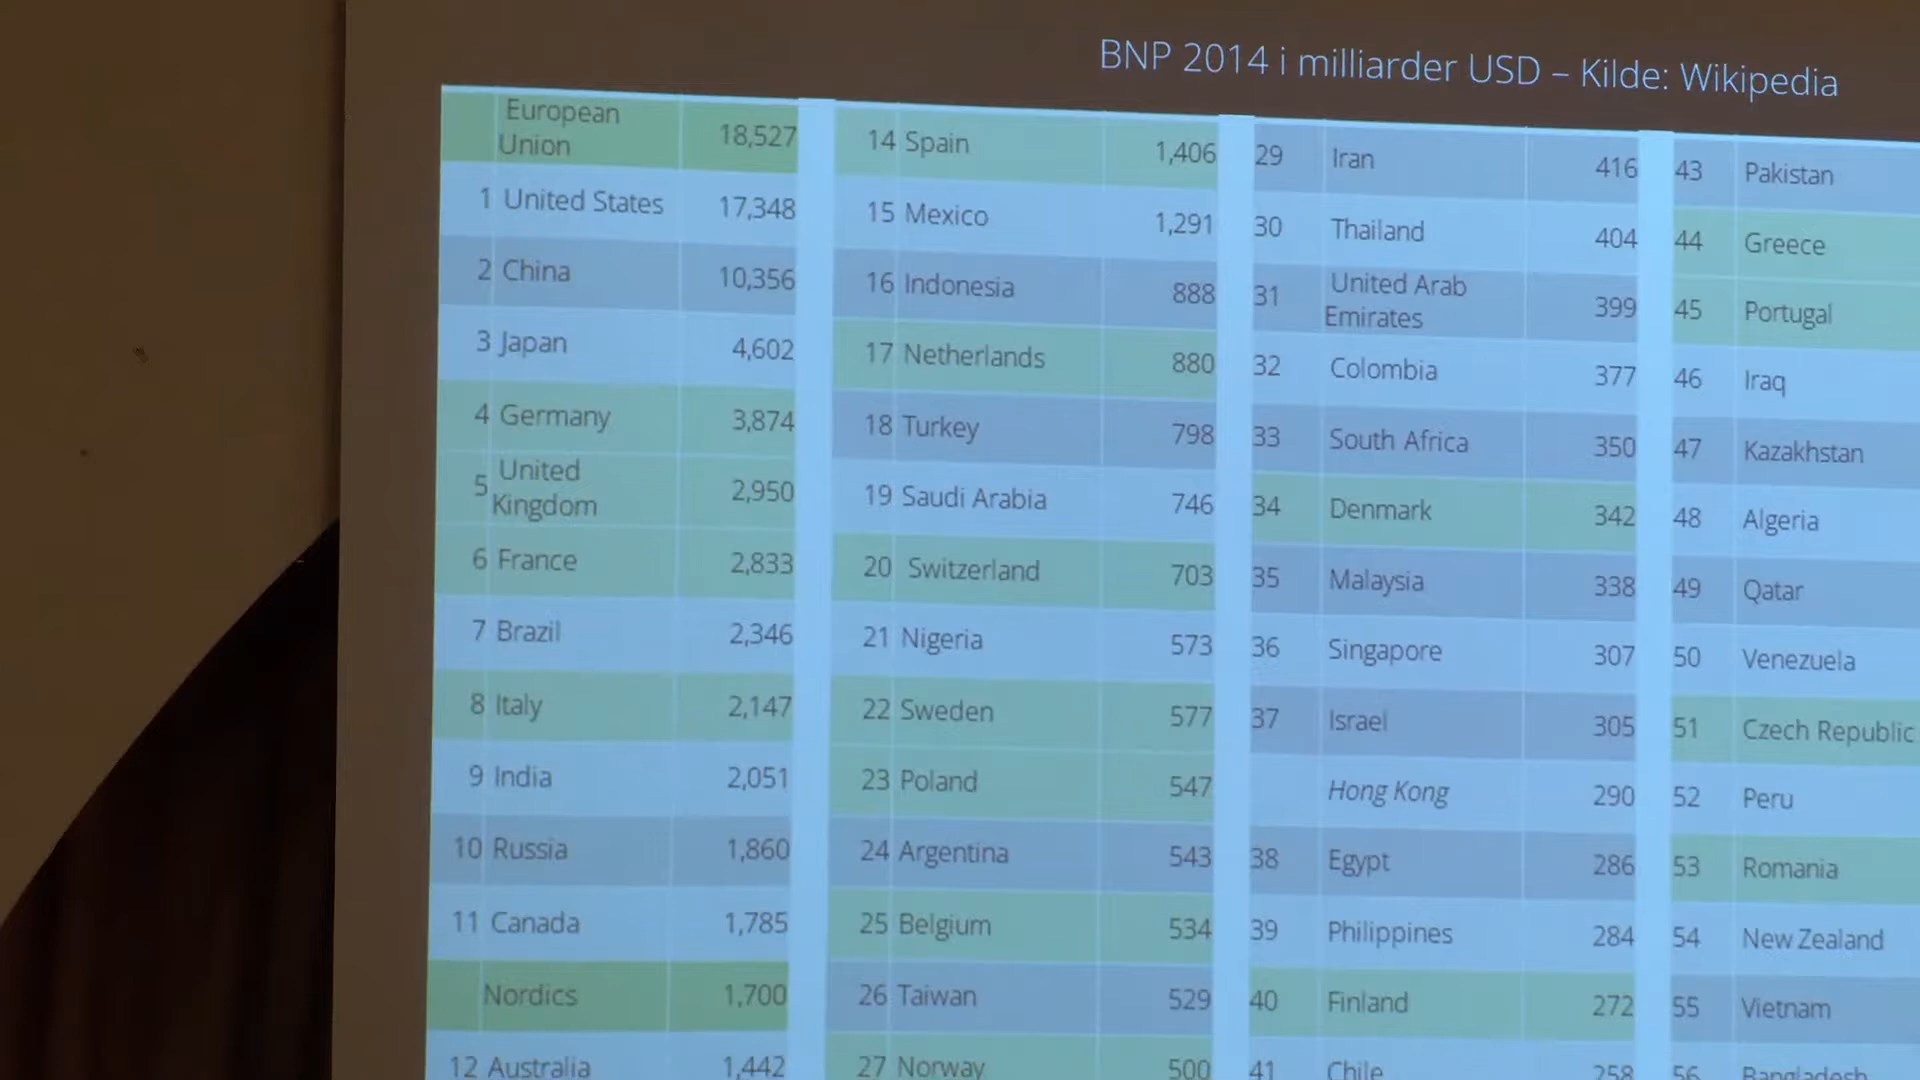 BNP 2014 i milliarder USD – Kilde: Wikipedia
European
Union 18,527
1 United States 17,348
2 China 10,356
3 Japan 4,602
4 Germany 3,874
5 United
Kingdom 2,950
6 France 2,833
7 Brazil 2,346
8 Italy 2,147
9 India 2,051
10 Russia 1,860
11 Canada 1,785
Nordics 1,700
12 Australia 1,442
14 Spain 1,406
15 Mexico 1,291
16 Indonesia 888
17 Netherlands 880
18 Turkey 798
19 Saudi Arabia 746
20 Switzerland 703
21 Nigeria 573
22 Sweden 577
23 Poland 547
24 Argentina 543
25 Belgium 534
26 Taiwan 529
27 Norway 500
29 Iran 416
30 Thailand 404
31 United Arab
Emirates 399
32 Colombia 377
33 South Africa 350
34 Denmark 342
35 Malaysia 338
36 Singapore 307
37 Israel 305
Hong Kong 290
38 Egypt 286
39 Philippines 284
40 Finland 272
41 Chile 258
43 Pakistan
44 Greece
45 Portugal
46 Iraq
47 Kazakhstan
48 Algeria
49 Qatar
50 Venezuela
51 Czech Republic
52 Peru
53 Romania
54 New Zealand
55 Vietnam
56 Bangladesh